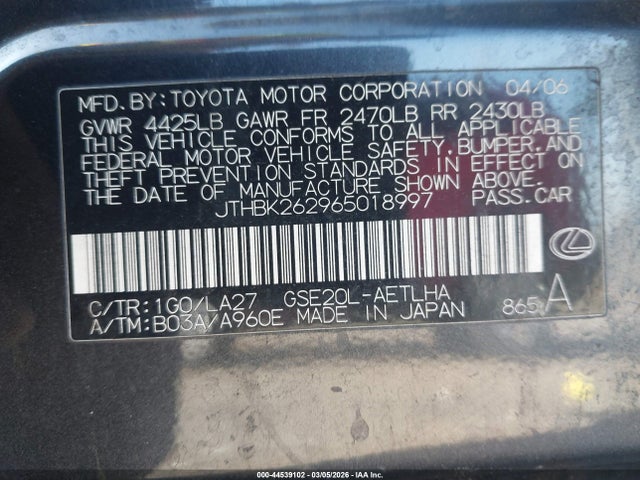 MFD. BY: TOYOTA MOTOR CORPORATION 04/06
GVWR 4425LB GAWR FR 2470LB RR 2430LB
THIS VEHICLE CONFORMS TO ALL APPLICABLE
FEDERAL MOTOR VEHICLE SAFETY, BUMPER, AND
THEFT PREVENTION STANDARDS IN EFFECT ON
THE DATE OF MANUFACTURE SHOWN ABOVE.
JTHBK262965018997 PASS.CAR
C/TR: 1G0/LA27 GSE20L-AETLHA
A/TM: B03A/A960E MADE IN JAPAN 865 A
000-44539102 - 03/05/2026 - IAA Inc.